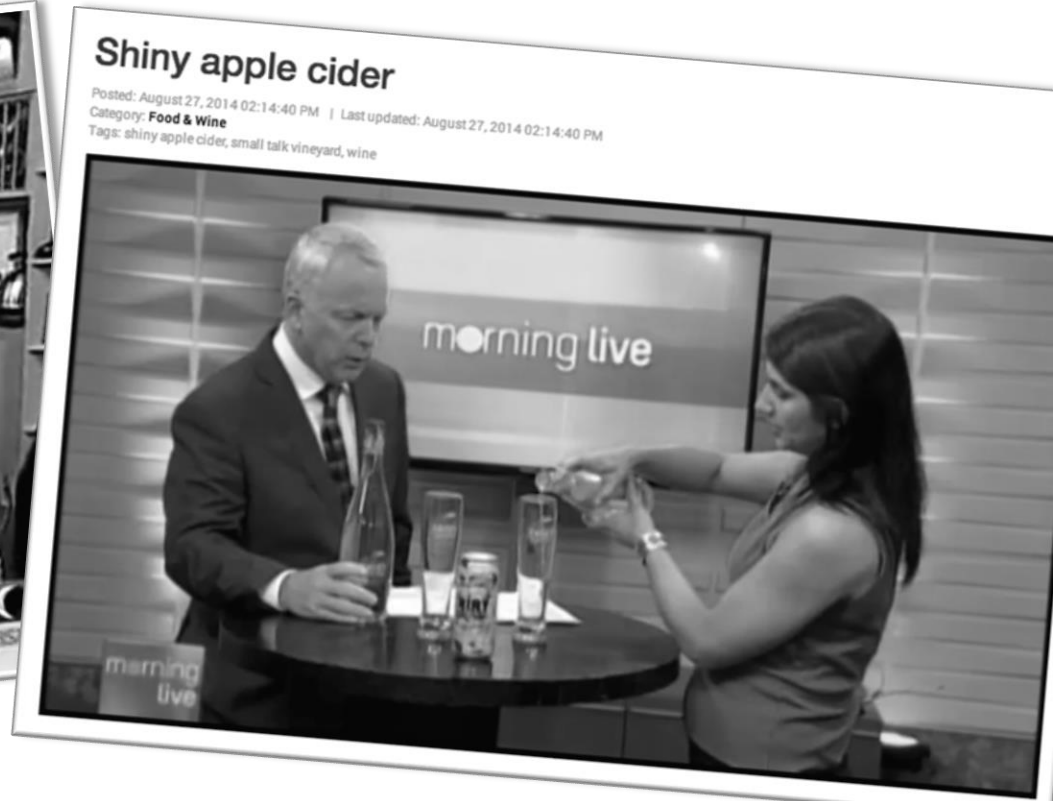 Shiny apple cider
Posted: August 27, 2014 02:14:40 PM | Last updated: August 27, 2014 02:14:40 PM
Category: Food & Wine
Tags: shiny apple cider, small talk vineyard, wine
morning live
morning
live